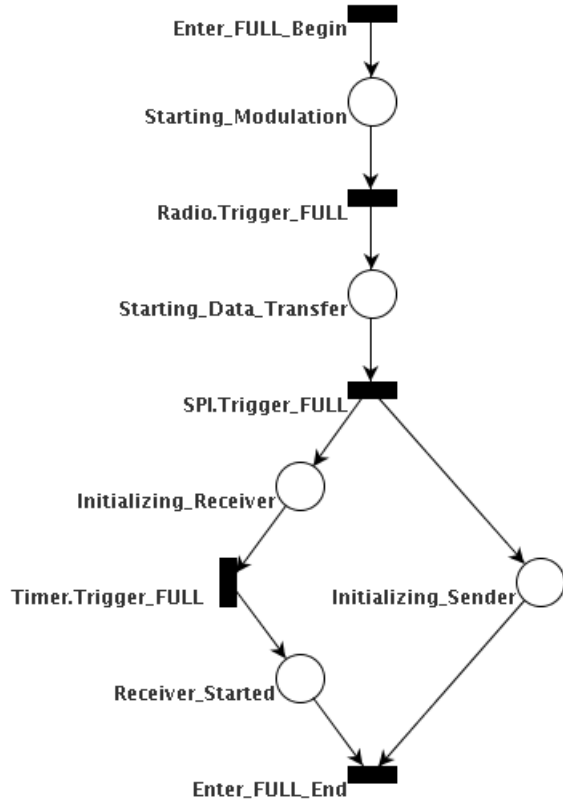 Enter_FULL_Begin
Starting_Modulation
Radio.Trigger_FULL
Starting_Data_Transfer
SPI.Trigger_FULL
Initializing_Receiver
Timer.Trigger_FULL
Initializing_Sender
Receiver_Started
Enter_FULL_End